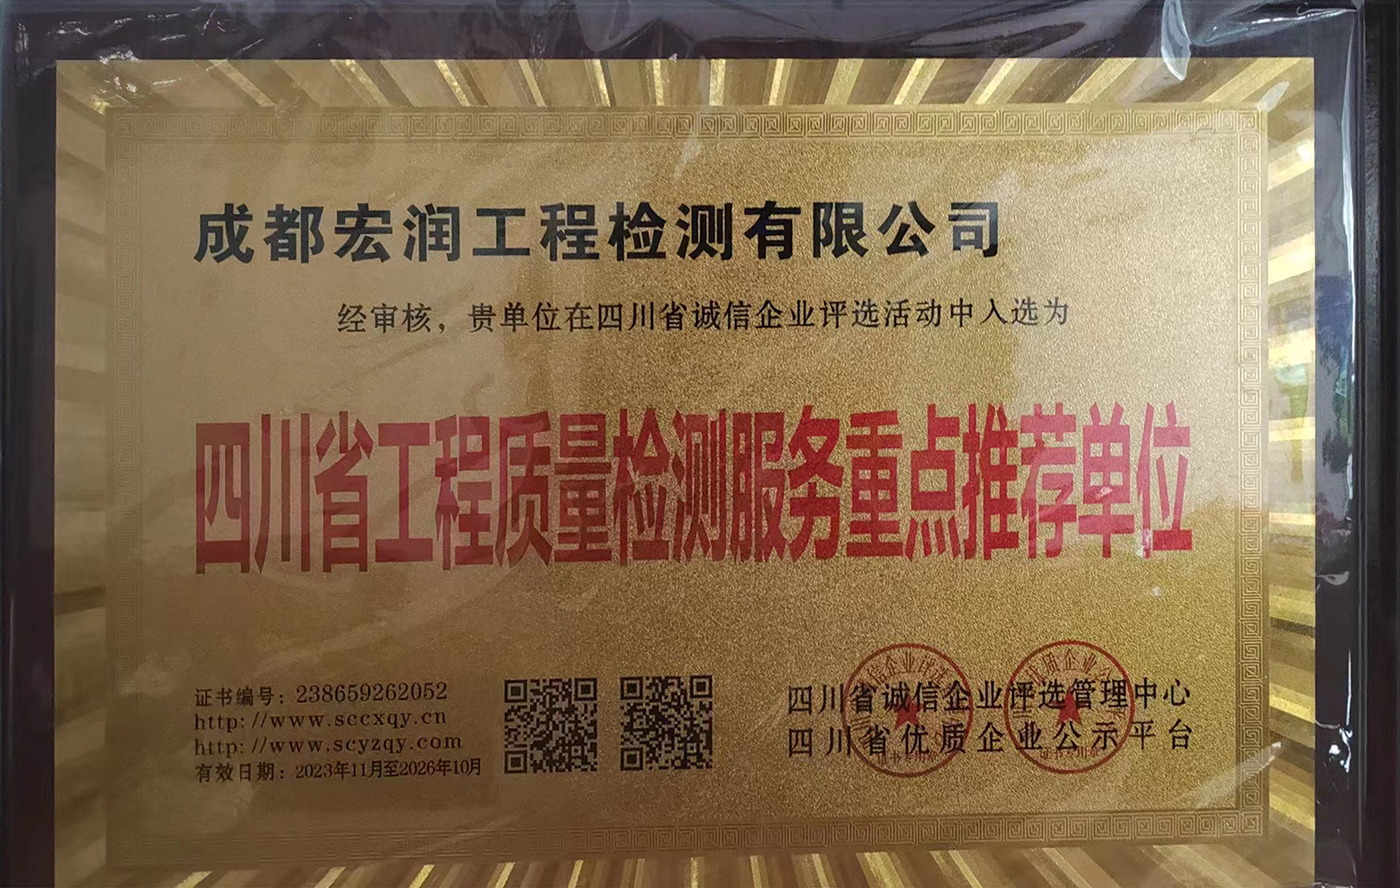 成都宏润工程检测有限公司
经审核，贵单位在四川省诚信企业评选活动中入选为
四川省工程质量检测服务重点推荐单位
证书编号：238659262052
http://www.sccxqy.cn
http://www.scyzqy.com
有效日期：2023年11月至2026年10月
四川省诚信企业评选管理中心
四川省优质企业公示平台